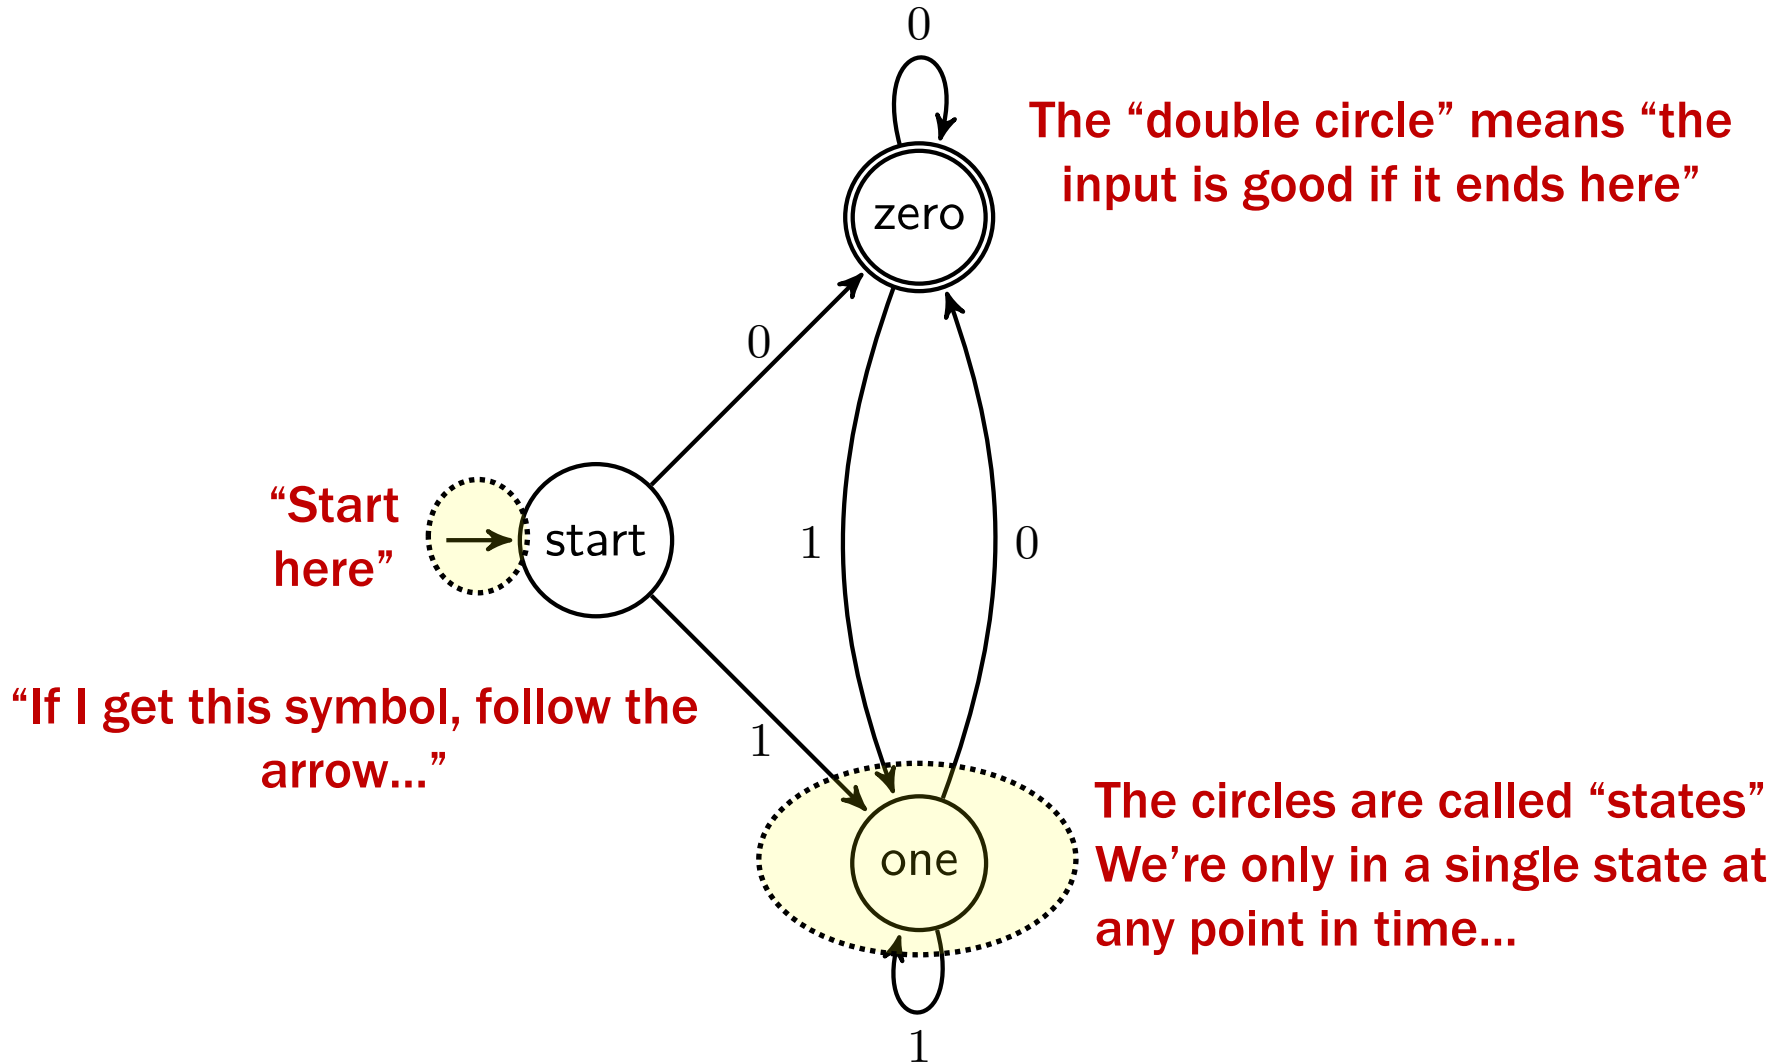 0
The “double circle” means “the
input is good if it ends here”
zero
0
“Start
here”
start
1
0
“If I get this symbol, follow the
arrow…”
1
The circles are called “states”
We’re only in a single state at
any point in time…
one
1